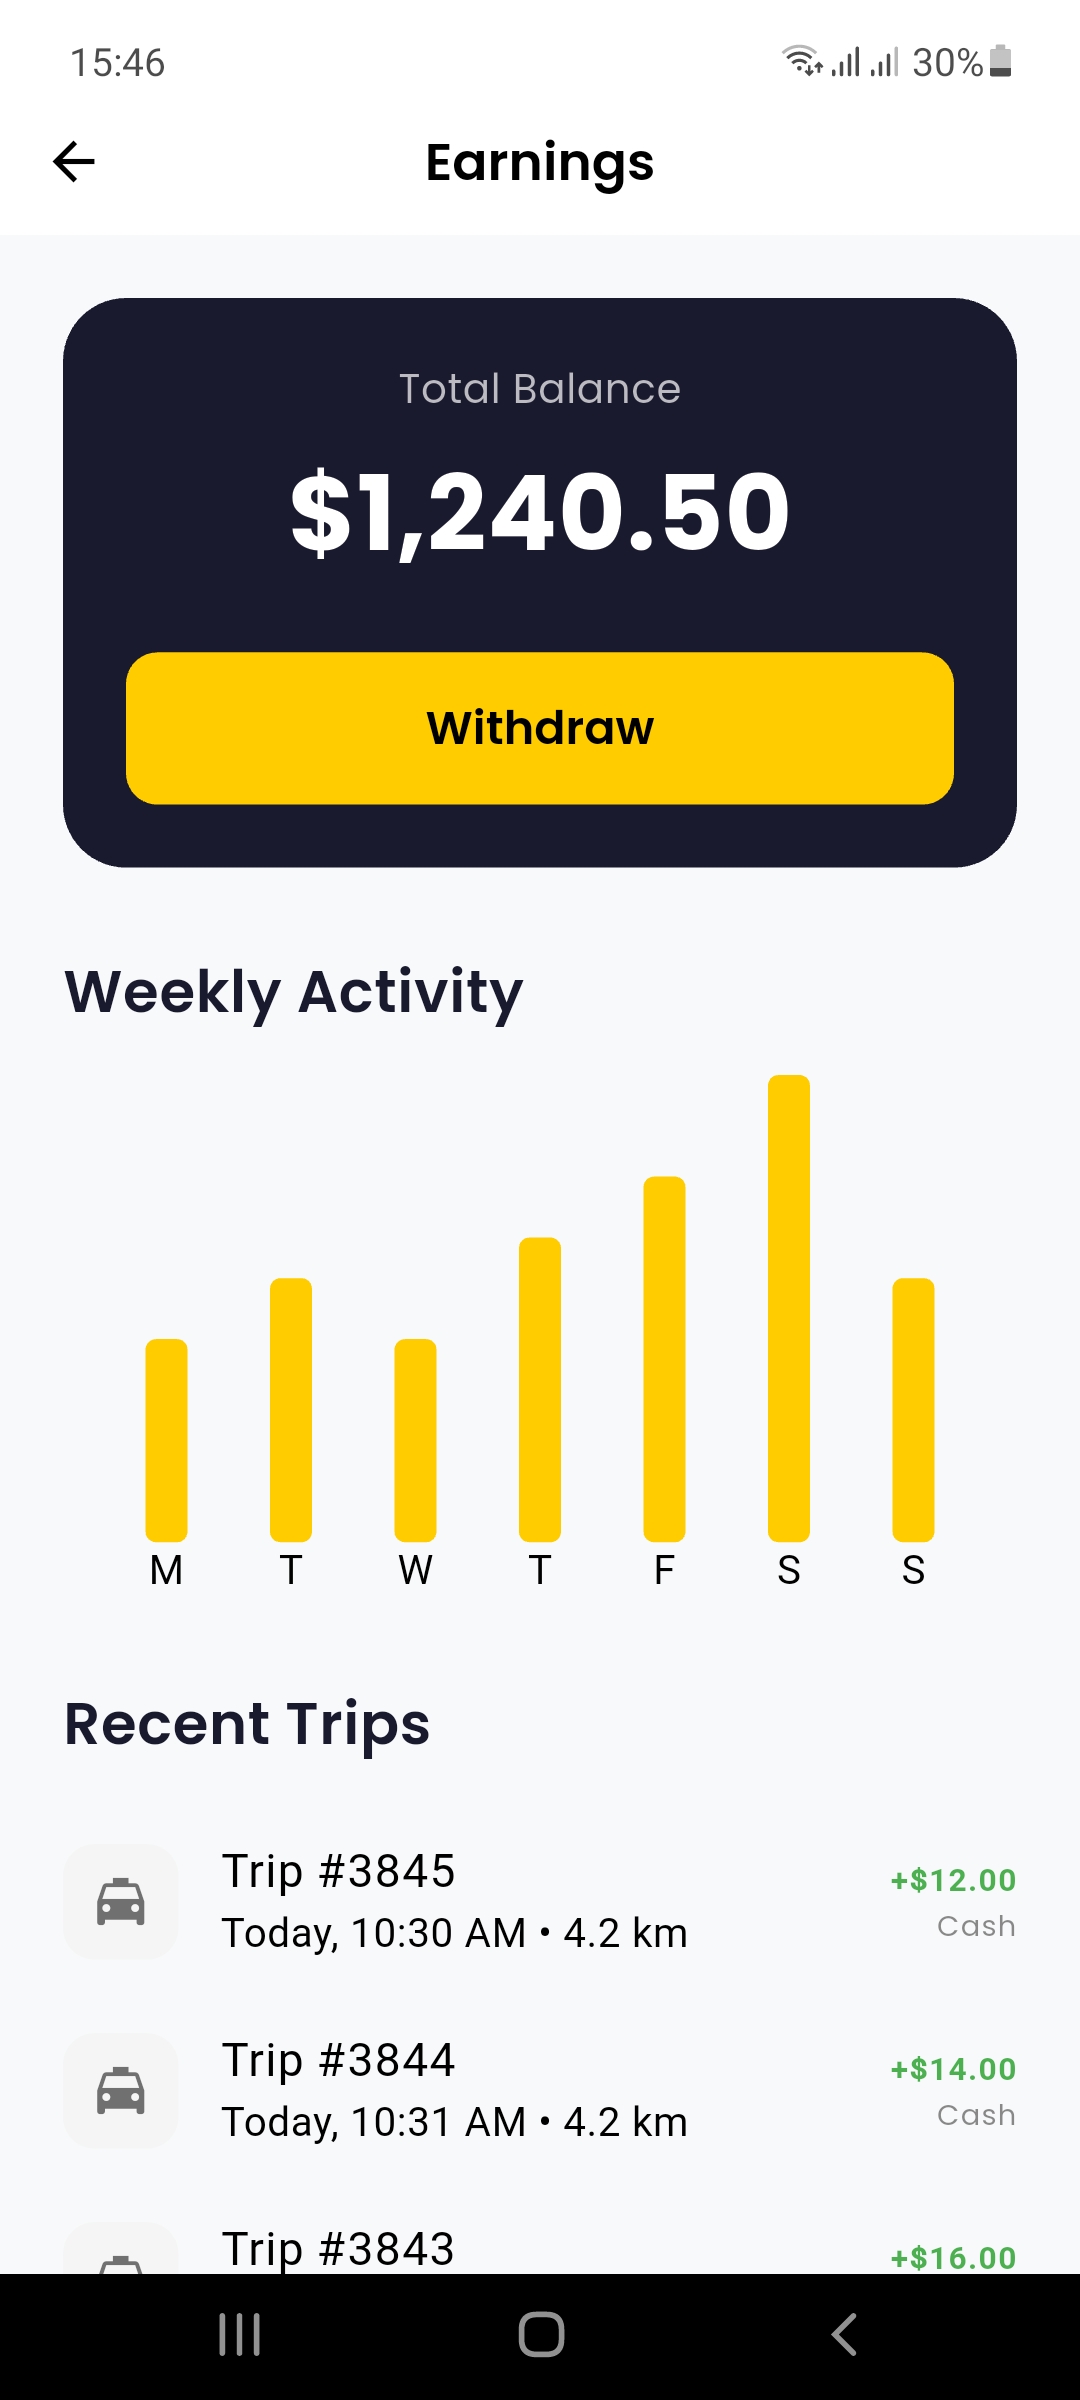 15:46
30%
Earnings
Total Balance
$1,240.50
Withdraw
Weekly Activity
M T W T F S S
Recent Trips
Trip #3845
+$12.00
Today, 10:30 AM • 4.2 km
Cash
Trip #3844
+$14.00
Today, 10:31 AM • 4.2 km
Cash
Trip #3843
+$16.00